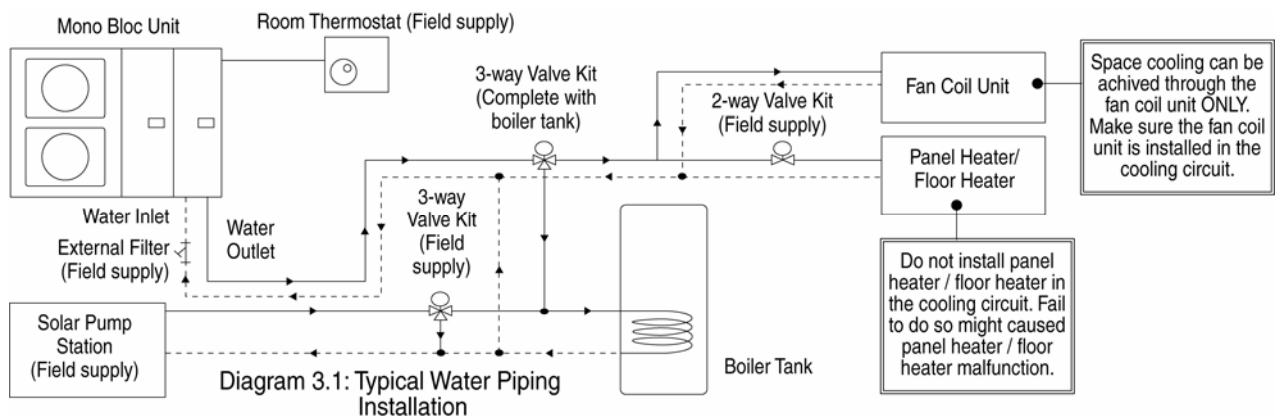 Mono Bloc Unit
Room Thermostat (Field supply)
3-way Valve Kit
(Complete with
boiler tank)
2-way Valve Kit
(Field supply)
Fan Coil Unit
Space cooling can be
achived through the
fan coil unit ONLY.
Make sure the fan coil
unit is installed in the
cooling circuit.
Panel Heater/
Floor Heater
Water Inlet
Water
Outlet
External Filter
(Field supply)
3-way
Valve Kit
(Field
supply)
Do not install panel
heater / floor heater in
the cooling circuit. Fail
to do so might caused
panel heater / floor
heater malfunction.
Solar Pump
Station
(Field supply)
Boiler Tank
Diagram 3.1: Typical Water Piping
Installation